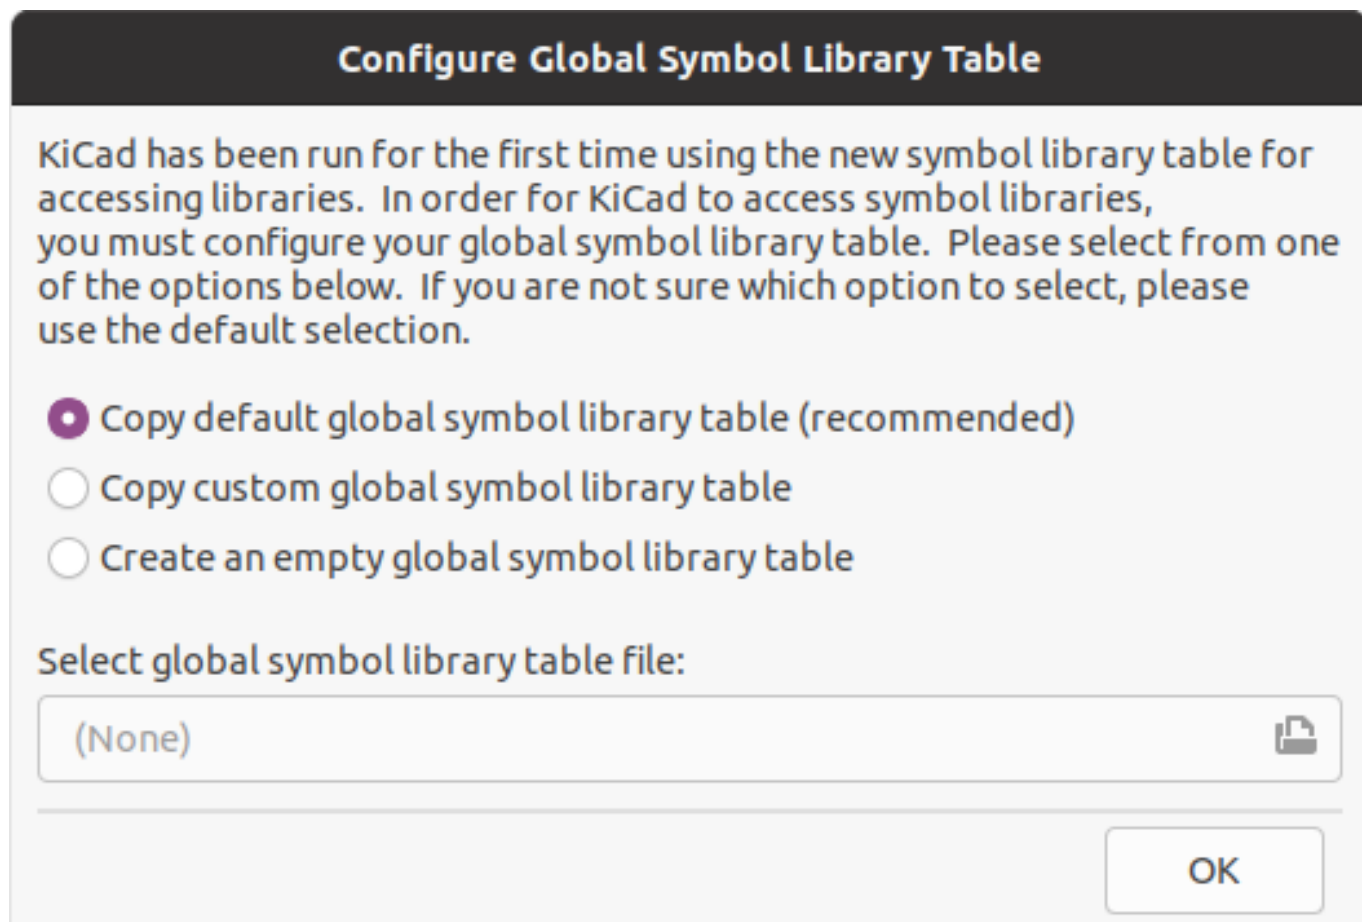 Configure Global Symbol Library Table
KiCad has been run for the first time using the new symbol library table for
accessing libraries.  In order for KiCad to access symbol libraries,
you must configure your global symbol library table.  Please select from one
of the options below.  If you are not sure which option to select, please
use the default selection.
Copy default global symbol library table (recommended)
Copy custom global symbol library table
Create an empty global symbol library table
Select global symbol library table file:
(None)
OK